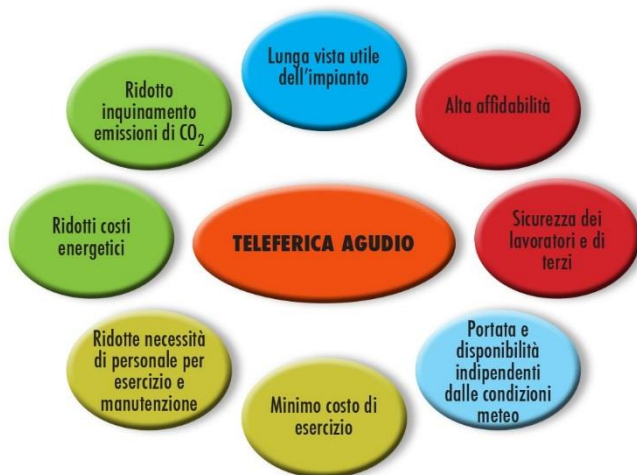 Lunga vista utile
dell'impianto
Ridotto
inquinamento
emissioni di CO₂
Alta affidabilità
Ridotti costi
energetici
TELEFERICA AGUDIO
Sicurezza dei
lavoratori e di
terzi
Ridotte necessità
di personale per
esercizio e
manutenzione
Minimo costo di
esercizio
Portata e
disponibilità
indipendenti
dalle condizioni
meteo